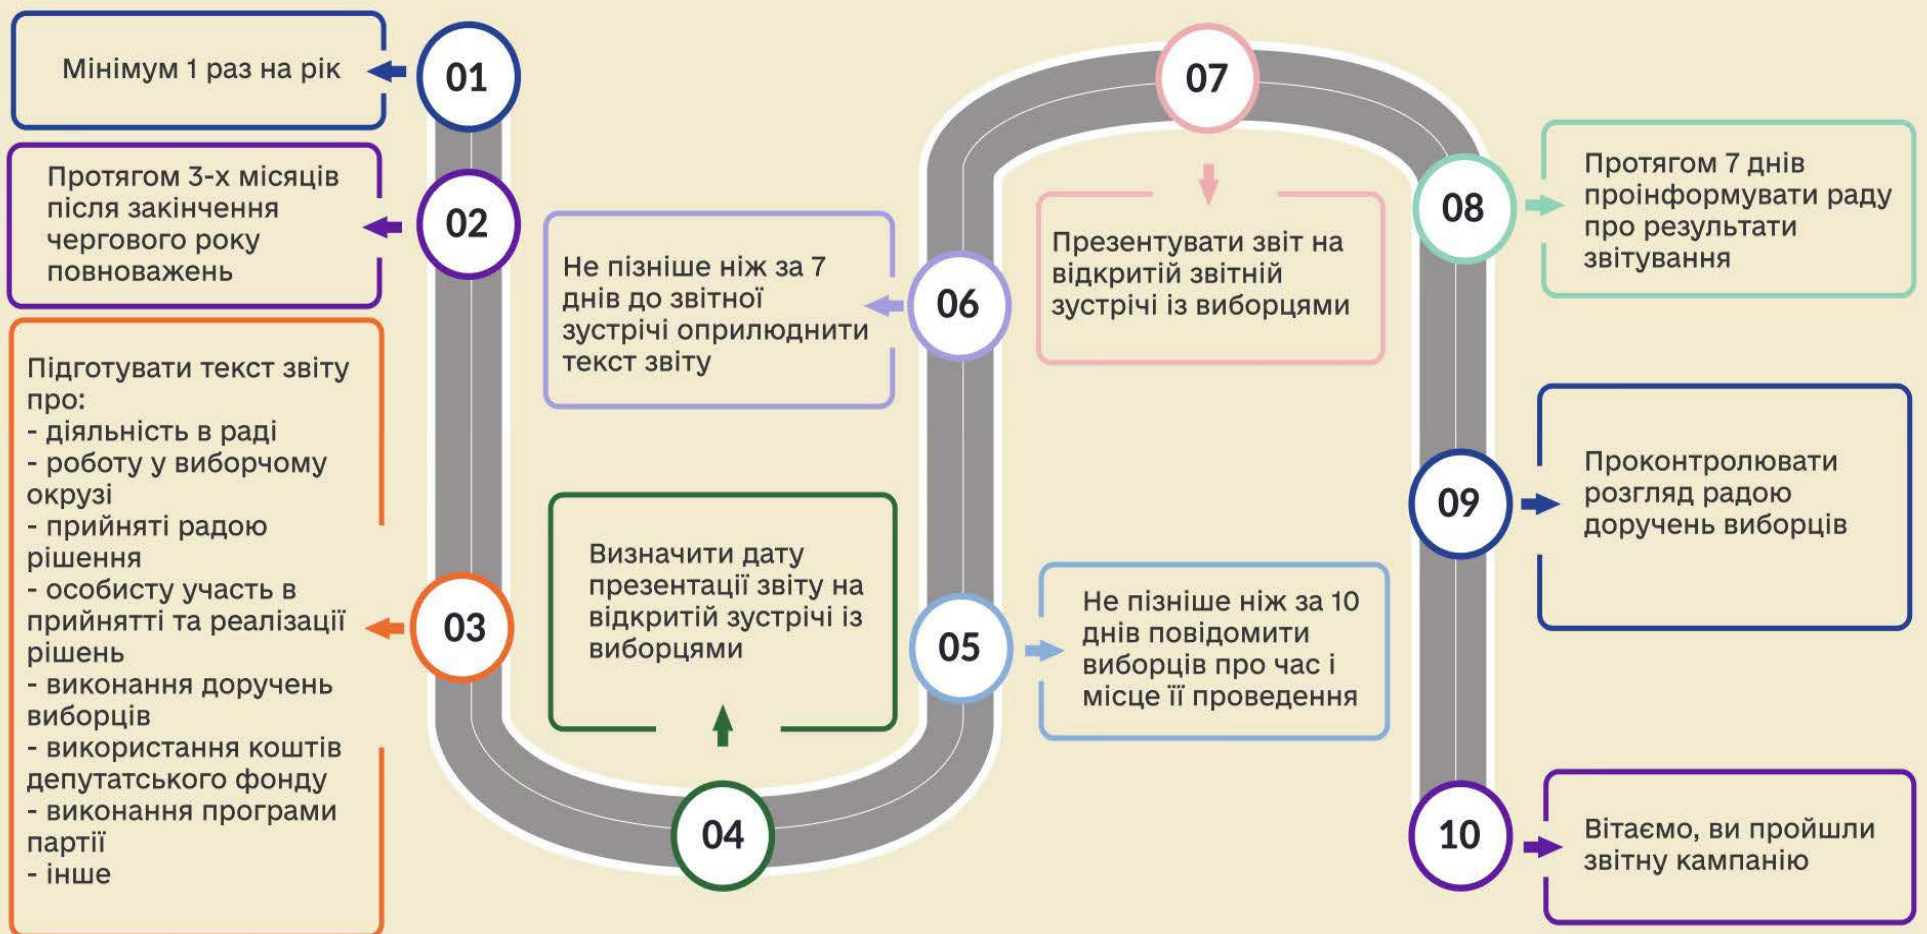 01
Мінімум 1 раз на рік
02
Протягом 3-х місяців
після закінчення
чергового року
повноважень
03
Підготувати текст звіту
про:
- діяльність в раді
- роботу у виборчому
окрузі
- прийняті радою
рішення
- особисту участь в
прийнятті та реалізації
рішень
- виконання доручень
виборців
- використання коштів
депутатського фонду
- виконання програми
партії
- інше
04
Визначити дату
презентації звіту на
відкритій зустрічі із
виборцями
05
Не пізніше ніж за 10
днів повідомити
виборців про час і
місце її проведення
06
Не пізніше ніж за 7
днів до звітної
зустрічі оприлюднити
текст звіту
07
Презентувати звіт на
відкритій звітній
зустрічі із виборцями
08
Протягом 7 днів
проінформувати раду
про результати
звітування
09
Проконтролювати
розгляд радою
доручень виборців
10
Вітаємо, ви пройшли
звітну кампанію